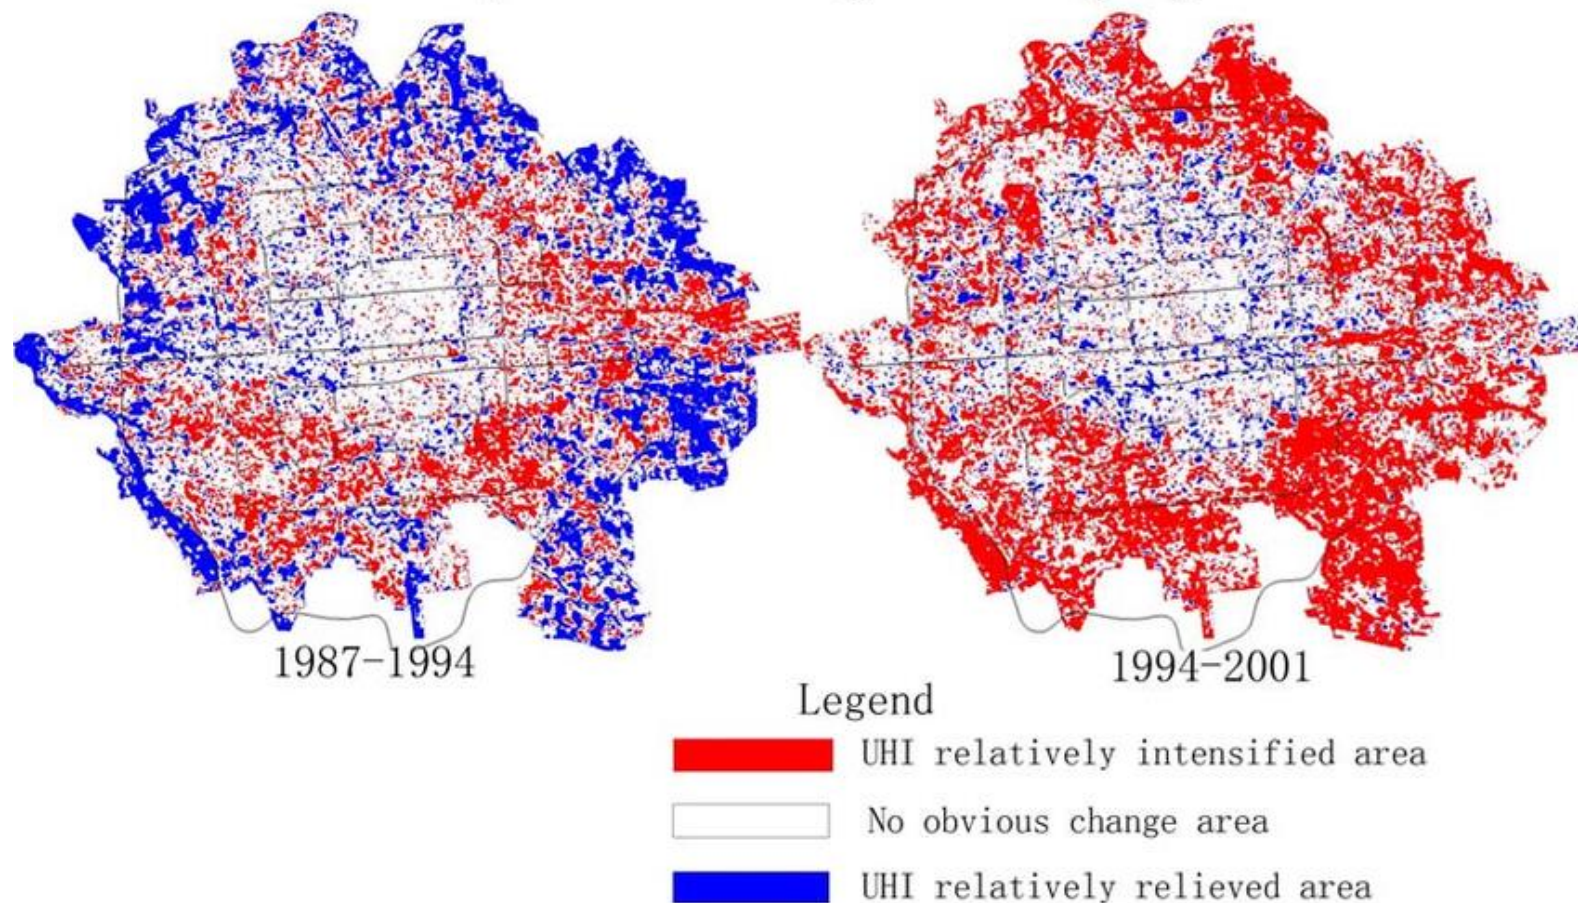 1987-1994
1994-2001
Legend
UHI relatively intensified area
No obvious change area
UHI relatively relieved area